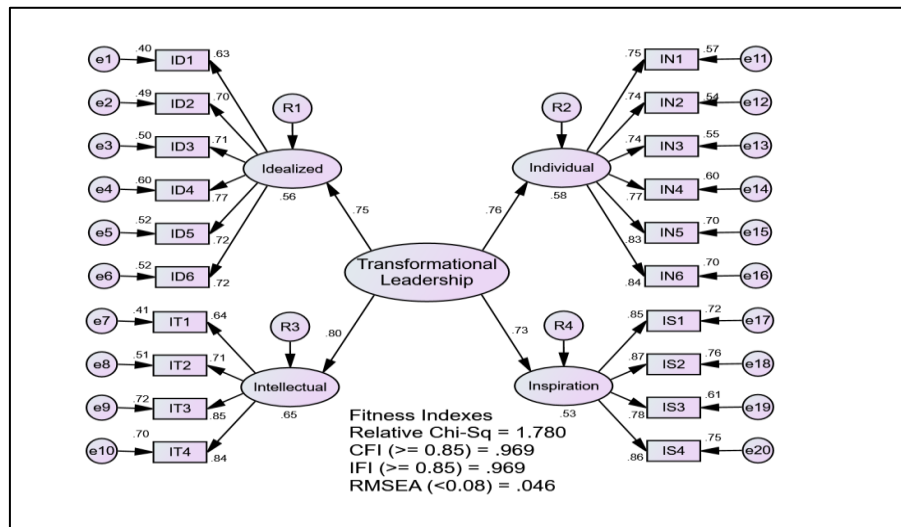 e1 .40 ID1 .63
e2 .49 ID2 .70
e3 .50 ID3 .71
e4 .60 ID4 .77
e5 .52 ID5 .72
e6 .52 ID6 .72
R1
Idealized
.56
.75
R2
Individual
.58
.76
.75 IN1 .57 e11
.74 IN2 .54 e12
.74 IN3 .55 e13
.77 IN4 .60 e14
.83 IN5 .70 e15
.84 IN6 .70 e16
Transformational
Leadership
e7 .41 IT1 .64
e8 .51 IT2 .71
e9 .72 IT3 .85
e10 .70 IT4 .84
R3
Intellectual
.65
.80
R4
Inspiration
.53
.73
.85 IS1 .72 e17
.87 IS2 .76 e18
.78 IS3 .61 e19
.86 IS4 .75 e20
Fitness Indexes
Relative Chi-Sq = 1.780
CFI (>= 0.85) = .969
IFI (>= 0.85) = .969
RMSEA (<0.08) = .046